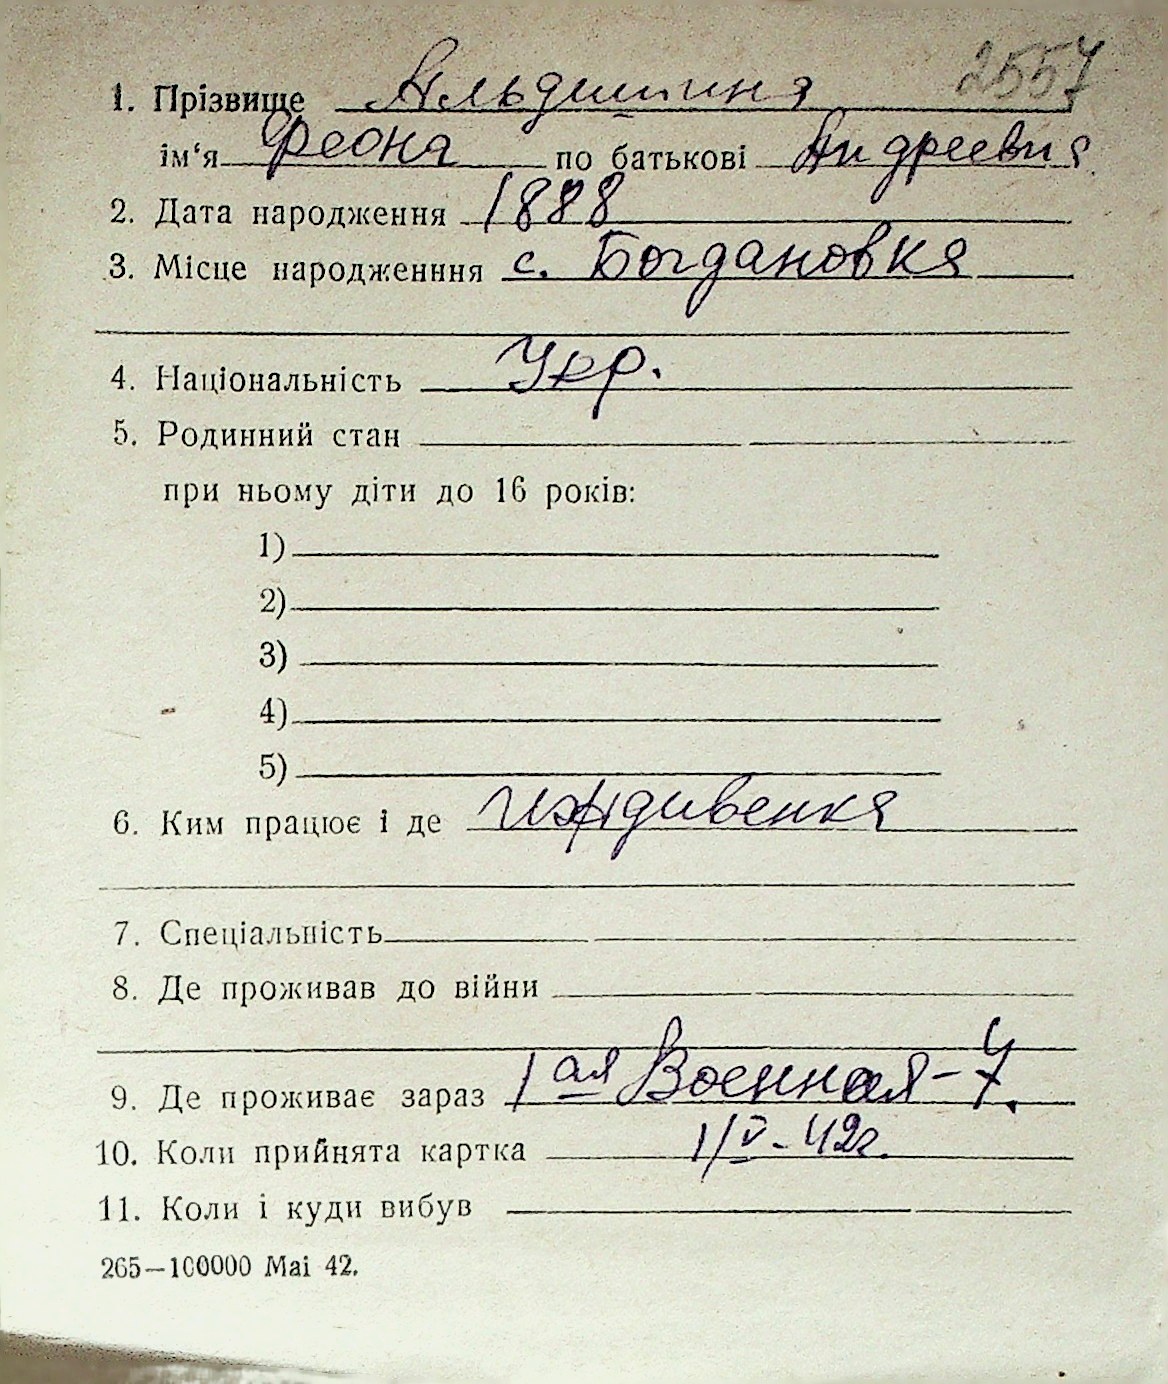 2557
1. Прізвище Альдишиня
ім‘я Феона по батькові Андреевна
2. Дата народження 1888
3. Місце народженння с. Богдановка
4. Національність Укр.
5. Родинний стан
при ньому діти до 16 років:
1)
2)
3)
4)
5)
6. Ким працює і де иждивенка
7. Спеціальність
8. Де проживав до війни
9. Де проживає зараз 1ая Военная-7.
10. Коли прийнята картка 1/V-42г.
11. Коли і куди вибув
265—100000 Маі 42.